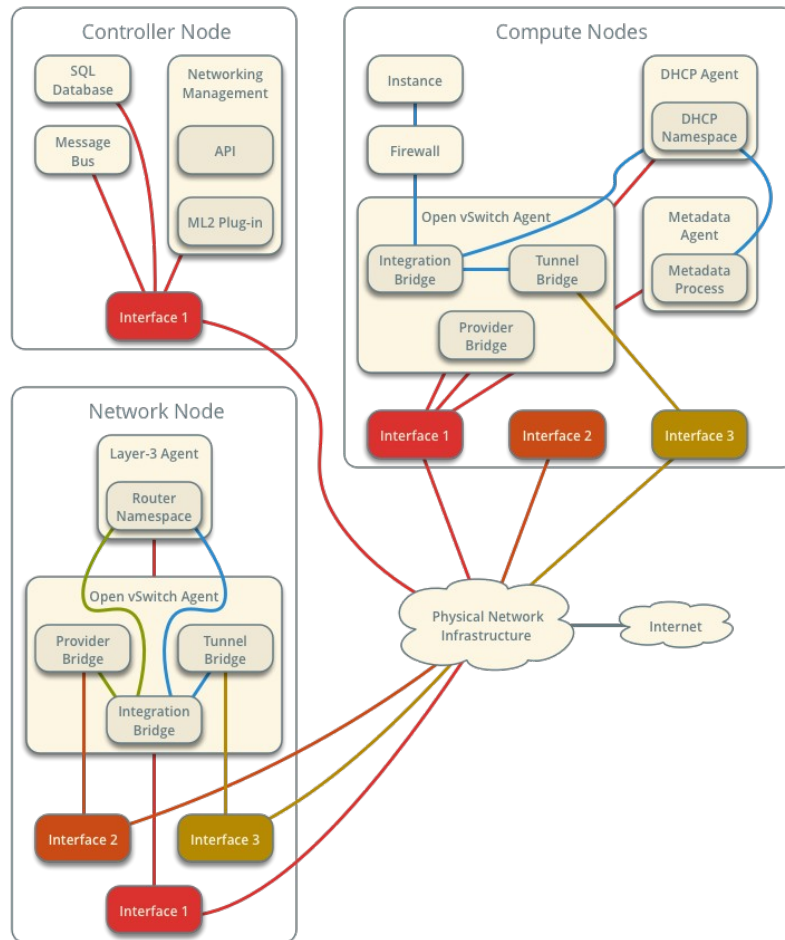 Controller Node
SQL
Database
Networking
Management
Message
Bus
API
ML2 Plug-in
Interface 1
Compute Nodes
Instance
DHCP Agent
DHCP
Namespace
Firewall
Open vSwitch Agent
Metadata
Agent
Integration
Bridge
Tunnel
Bridge
Metadata
Process
Provider
Bridge
Interface 1
Interface 2
Interface 3
Network Node
Layer-3 Agent
Router
Namespace
Open vSwitch Agent
Provider
Bridge
Tunnel
Bridge
Integration
Bridge
Interface 2
Interface 3
Interface 1
Physical Network
Infrastructure
Internet